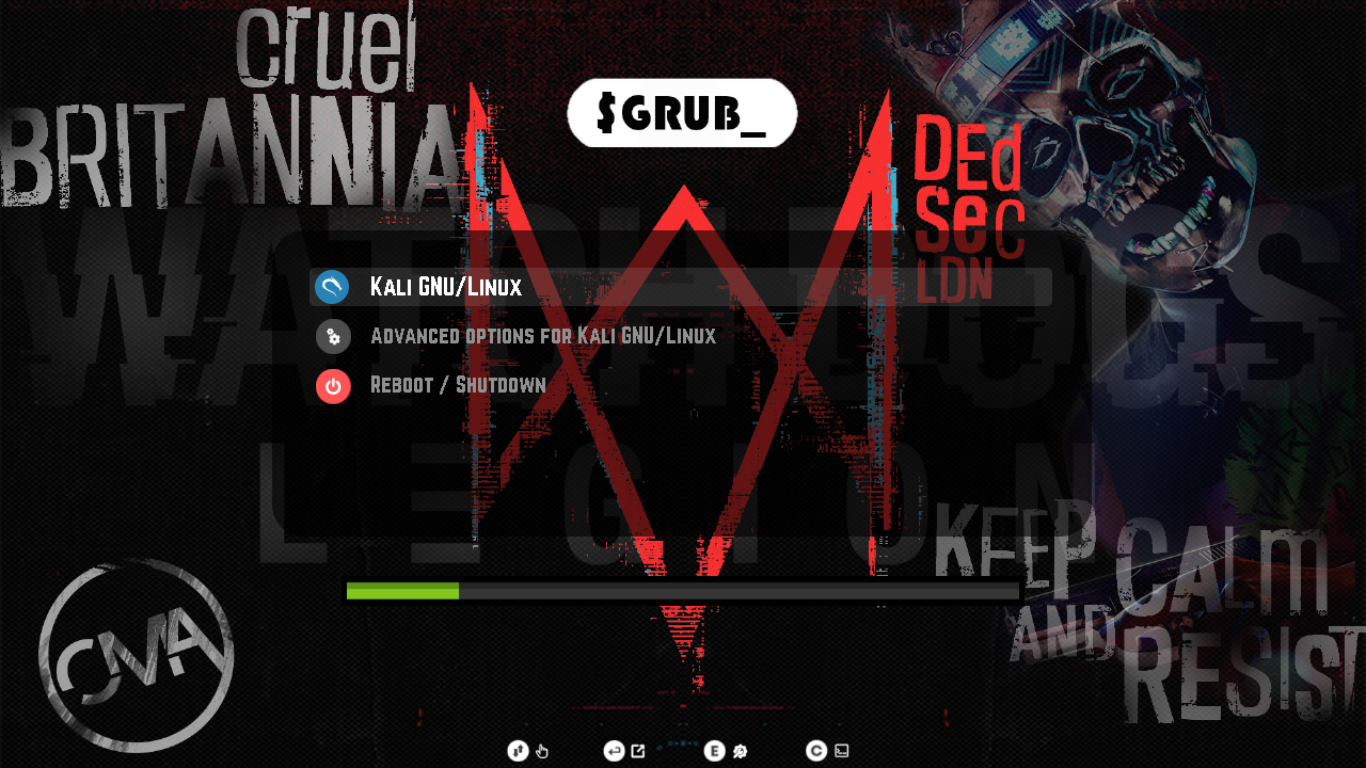 cruel
BRITANNIA
$GRUB_
DEd
SeC
LDN
WATCH DOGS
LEGION
Kali GNU/Linux
Advanced options for Kali GNU/Linux
Reboot / Shutdown
KEEP CALM
AND RESIST
CMA
E
C